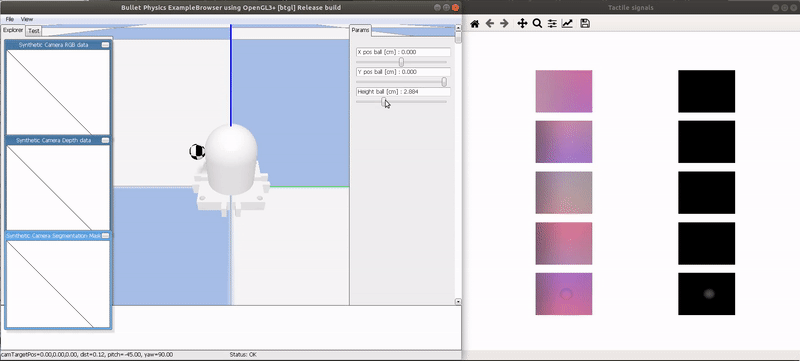 Bullet Physics ExampleBrowser using OpenGL3+ [btgl] Release build
File View
Explorer Test
Synthetic Camera RGB data
Synthetic Camera Depth data
Synthetic Camera Segmentation Mask
Params
X pos ball [cm] : 0.000
Y pos ball [cm] : 0.000
Height ball [cm] : 2.884
camTargetPos=0.00,0.00,0.00, dist=0.12, pitch=-45.00, yaw=90.00
Status: OK
Tactile signals